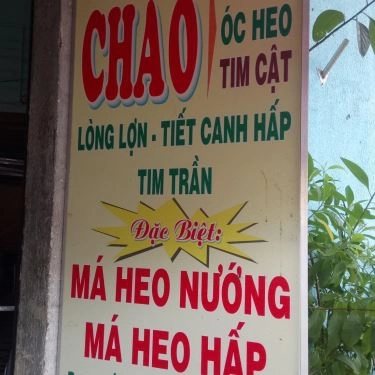 CHÁO
ÓC HEO
TIM CẬT
LÒNG LỢN - TIẾT CANH HẤP
TIM TRẦN
Đặc Biệt:
MÁ HEO NƯỚNG
MÁ HEO HẤP